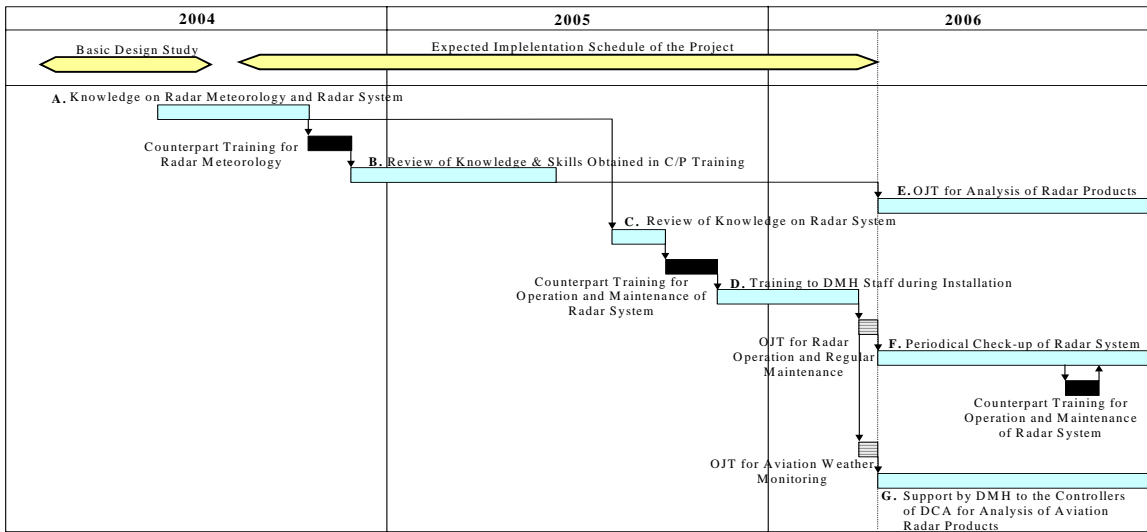 2004 2005 2006
Basic Design Study
Expected Implelentation Schedule of the Project
A. Knowledge on Radar Meteorology and Radar System
Counterpart Training for
Radar Meteorology
B. Review of Knowledge & Skills Obtained in C/P Training
E. OJT for Analysis of Radar Products
C. Review of Knowledge on Radar System
Counterpart Training for
Operation and Maintenance of
Radar System
D. Training to DMH Staff during Installation
OJT for Radar
Operation and Regular
Maintenance
F. Periodical Check-up of Radar System
Counterpart Training for
Operation and Maintenance
of Radar System
OJT for Aviation Weather
Monitoring
G. Support by DMH to the Controllers
of DCA for Analysis of Aviation
Radar Products